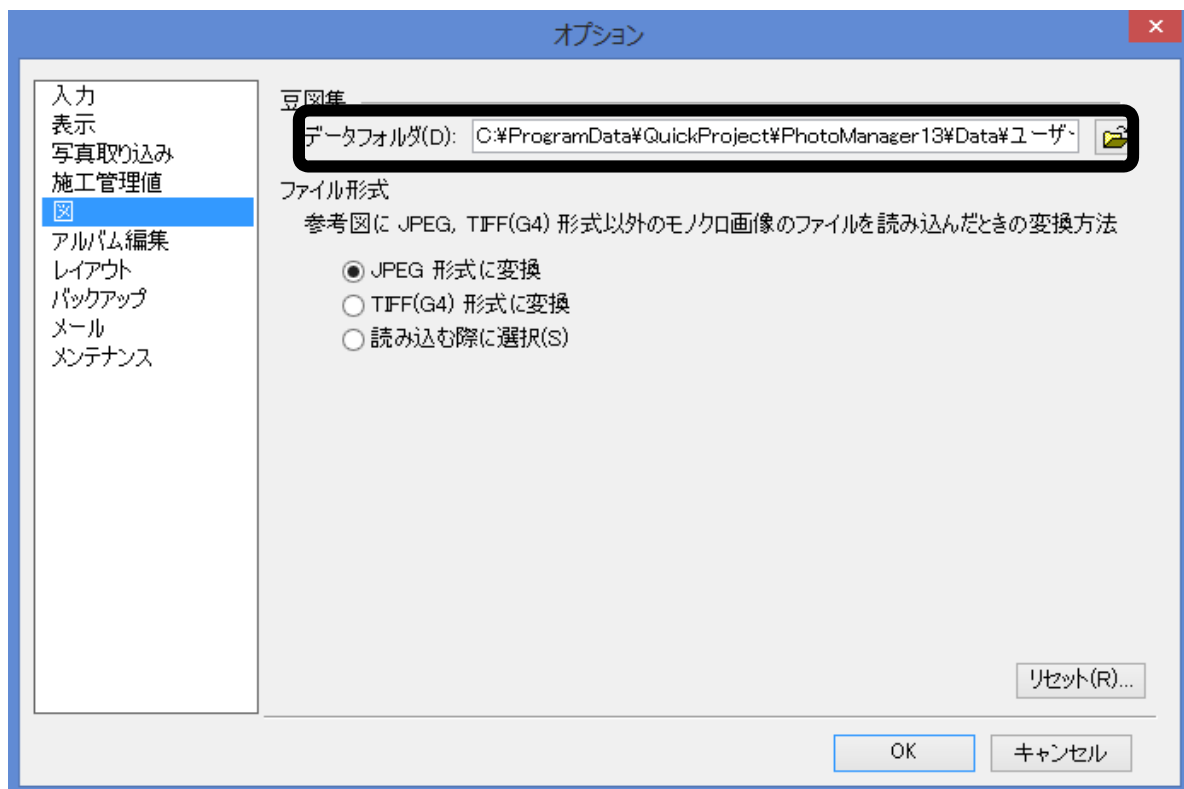 オプション
入力
表示
写真取り込み
施工管理値
図
アルバム編集
レイアウト
バックアップ
メール
メンテナンス
豆図集
データフォルダ(D): C:¥ProgramData¥QuickProject¥PhotoManager13¥Data¥ユーザ
ファイル形式
参考図に JPEG, TIFF(G4) 形式以外のモノクロ画像のファイルを読み込んだときの変換方法
JPEG 形式に変換
TIFF(G4) 形式に変換
読み込む際に選択(S)
リセット(R)...
OK
キャンセル